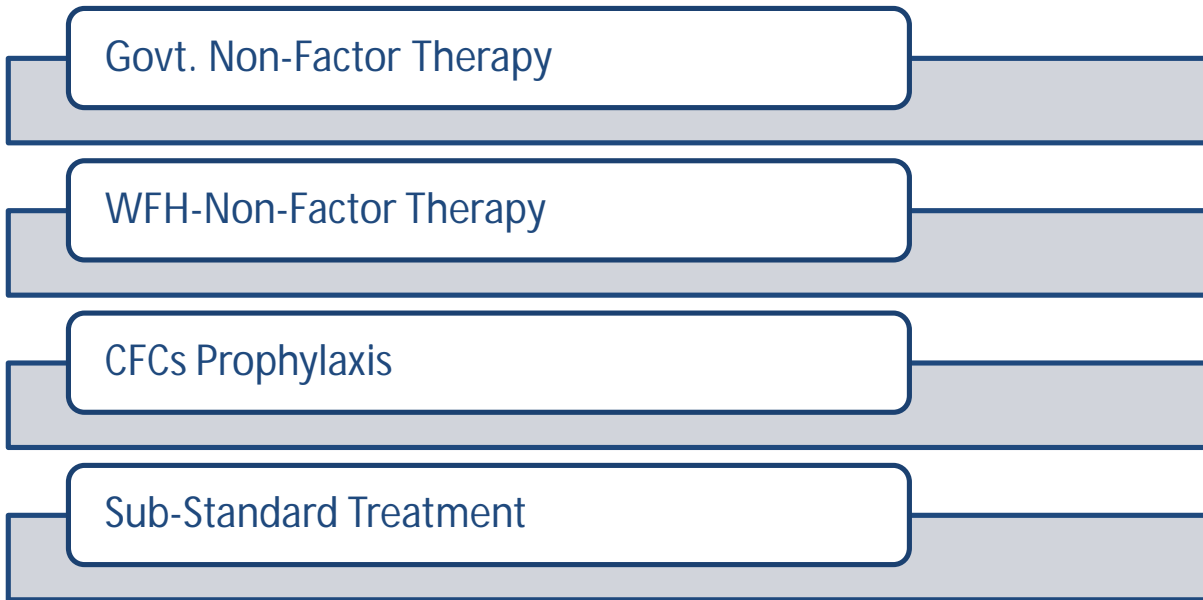 Govt. Non-Factor Therapy
WFH-Non-Factor Therapy
CFCs Prophylaxis
Sub-Standard Treatment